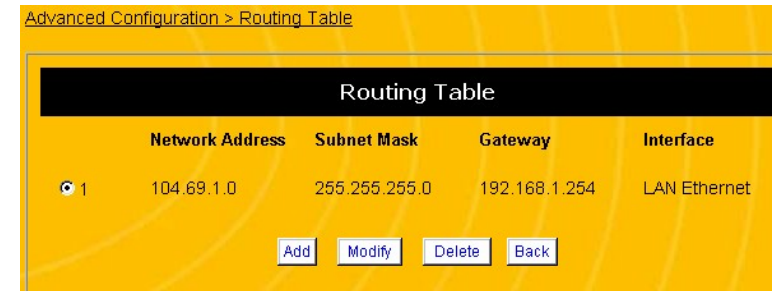 Advanced Configuration > Routing Table
Routing Table
Network Address Subnet Mask Gateway Interface
1 104.69.1.0 255.255.255.0 192.168.1.254 LAN Ethernet
Add Modify Delete Back